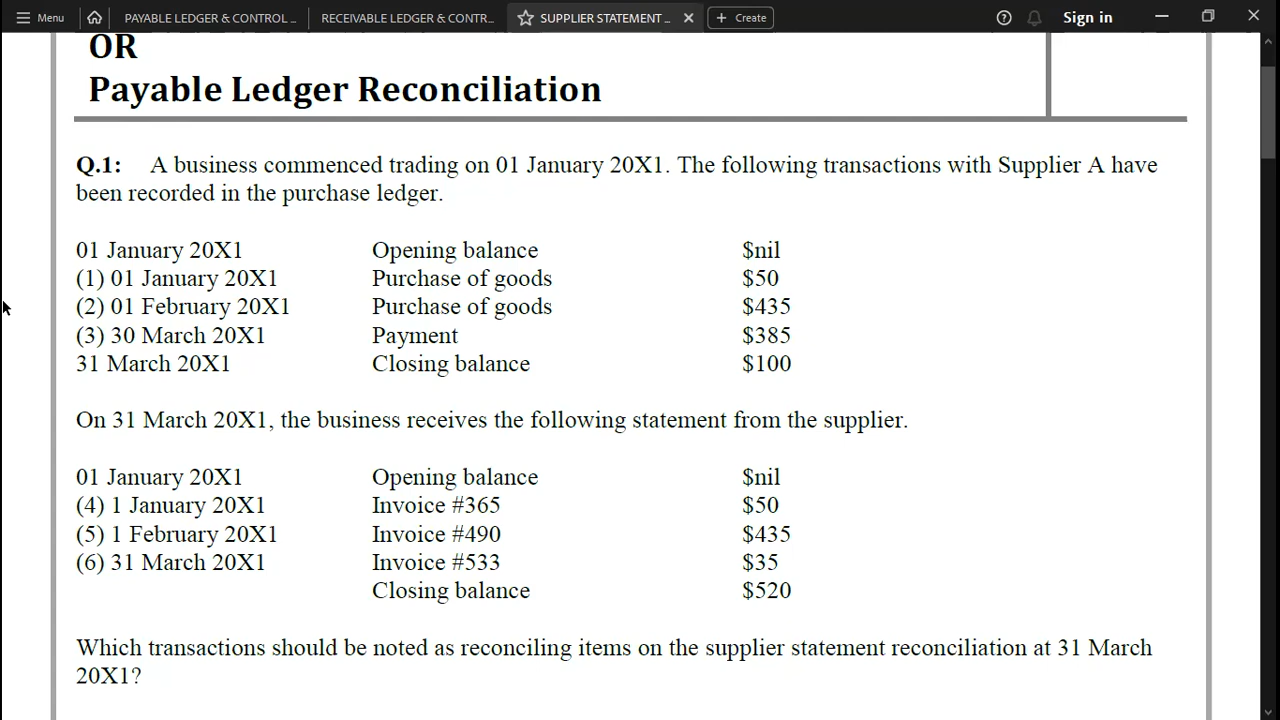 Menu
PAYABLE LEDGER & CONTROL ...
RECEIVABLE LEDGER & CONTR...
SUPPLIER STATEMENT ...
+ Create
Sign in
OR
Payable Ledger Reconciliation
Q.1: A business commenced trading on 01 January 20X1. The following transactions with Supplier A have
been recorded in the purchase ledger.
01 January 20X1 Opening balance $nil
(1) 01 January 20X1 Purchase of goods $50
(2) 01 February 20X1 Purchase of goods $435
(3) 30 March 20X1 Payment $385
31 March 20X1 Closing balance $100
On 31 March 20X1, the business receives the following statement from the supplier.
01 January 20X1 Opening balance $nil
(4) 1 January 20X1 Invoice #365 $50
(5) 1 February 20X1 Invoice #490 $435
(6) 31 March 20X1 Invoice #533 $35
Closing balance $520
Which transactions should be noted as reconciling items on the supplier statement reconciliation at 31 March
20X1?